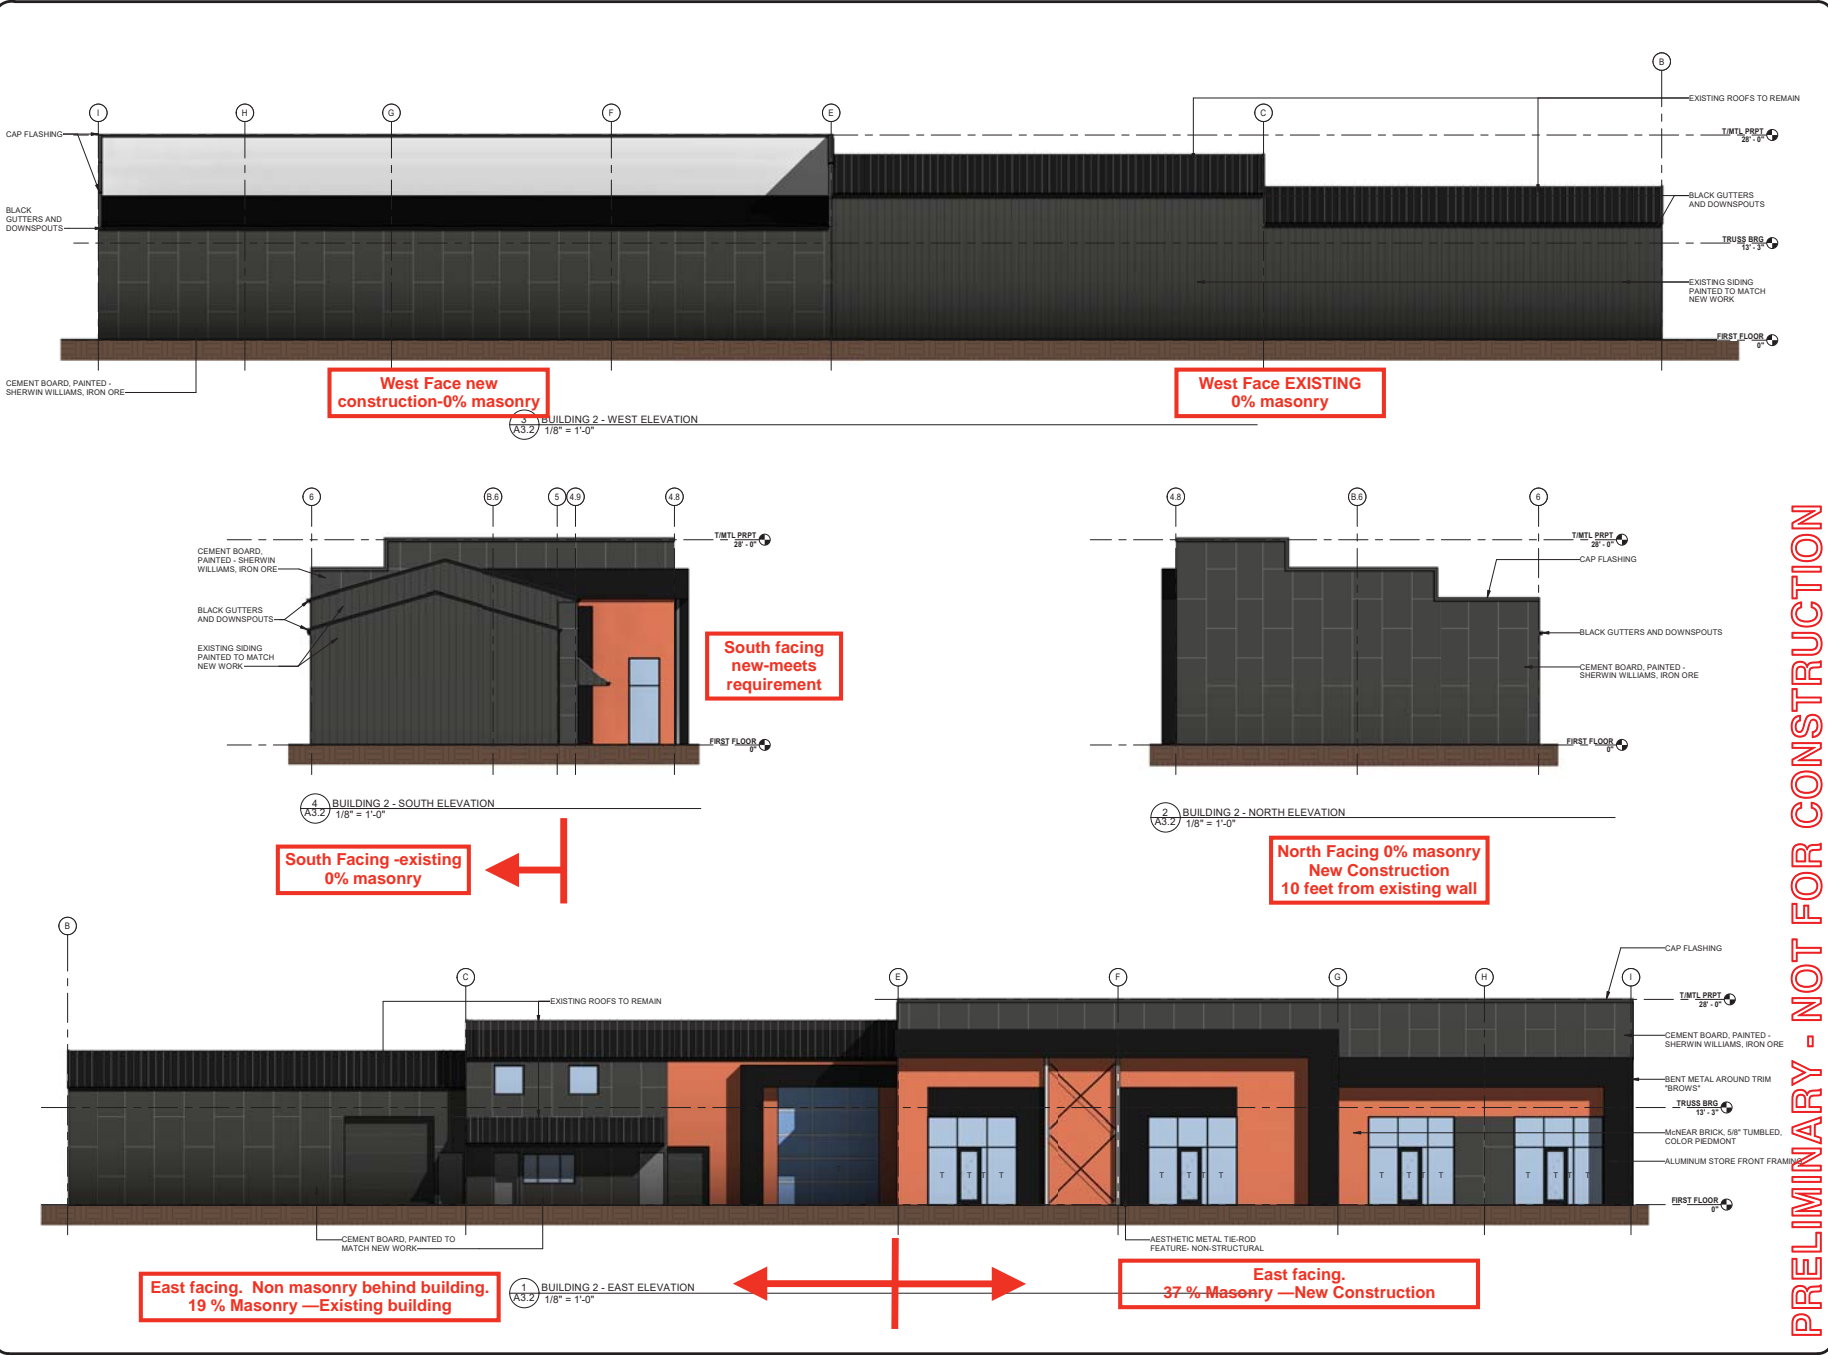 B
I
H
G
F
E
C
CAP FLASHING
EXISTING ROOFS TO REMAIN
T/MTL PRPT
28' - 0"
BLACK
GUTTERS AND
DOWNSPOUTS
BLACK GUTTERS
AND DOWNSPOUTS
TRUSS BRG
13' - 3"
EXISTING SIDING
PAINTED TO MATCH
NEW WORK
FIRST FLOOR
0"
CEMENT BOARD, PAINTED -
SHERWIN WILLIAMS, IRON ORE
West Face new
construction-0% masonry
West Face EXISTING
0% masonry
3
A3.2
BUILDING 2 - WEST ELEVATION
1/8" = 1'-0"
6
B.6
5
4.9
4.8
T/MTL PRPT
28' - 0"
CEMENT BOARD,
PAINTED - SHERWIN
WILLIAMS, IRON ORE
BLACK GUTTERS
AND DOWNSPOUTS
EXISTING SIDING
PAINTED TO MATCH
NEW WORK
South facing
new-meets
requirement
FIRST FLOOR
0"
4
A3.2
BUILDING 2 - SOUTH ELEVATION
1/8" = 1'-0"
South Facing -existing
0% masonry
4.8
B.6
6
T/MTL PRPT
28' - 0"
CAP FLASHING
BLACK GUTTERS AND DOWNSPOUTS
CEMENT BOARD, PAINTED -
SHERWIN WILLIAMS, IRON ORE
FIRST FLOOR
0"
2
A3.2
BUILDING 2 - NORTH ELEVATION
1/8" = 1'-0"
North Facing 0% masonry
New Construction
10 feet from existing wall
B
C
E
F
G
H
I
CAP FLASHING
EXISTING ROOFS TO REMAIN
T/MTL PRPT
28' - 0"
CEMENT BOARD, PAINTED -
SHERWIN WILLIAMS, IRON ORE
BENT METAL AROUND TRIM
"BROWS"
TRUSS BRG
13' - 3"
McNEAR BRICK, 5/8" TUMBLED,
COLOR PIEDMONT
ALUMINUM STORE FRONT FRAMING
T T T T
T T T T
T T T T
T T T T
FIRST FLOOR
0"
CEMENT BOARD, PAINTED TO
MATCH NEW WORK
AESTHETIC METAL TIE-ROD
FEATURE- NON-STRUCTURAL
East facing. Non masonry behind building.
19 % Masonry —Existing building
1
A3.2
BUILDING 2 - EAST ELEVATION
1/8" = 1'-0"
East facing.
37 % Masonry —New Construction
PRELIMINARY - NOT FOR CONSTRUCTION